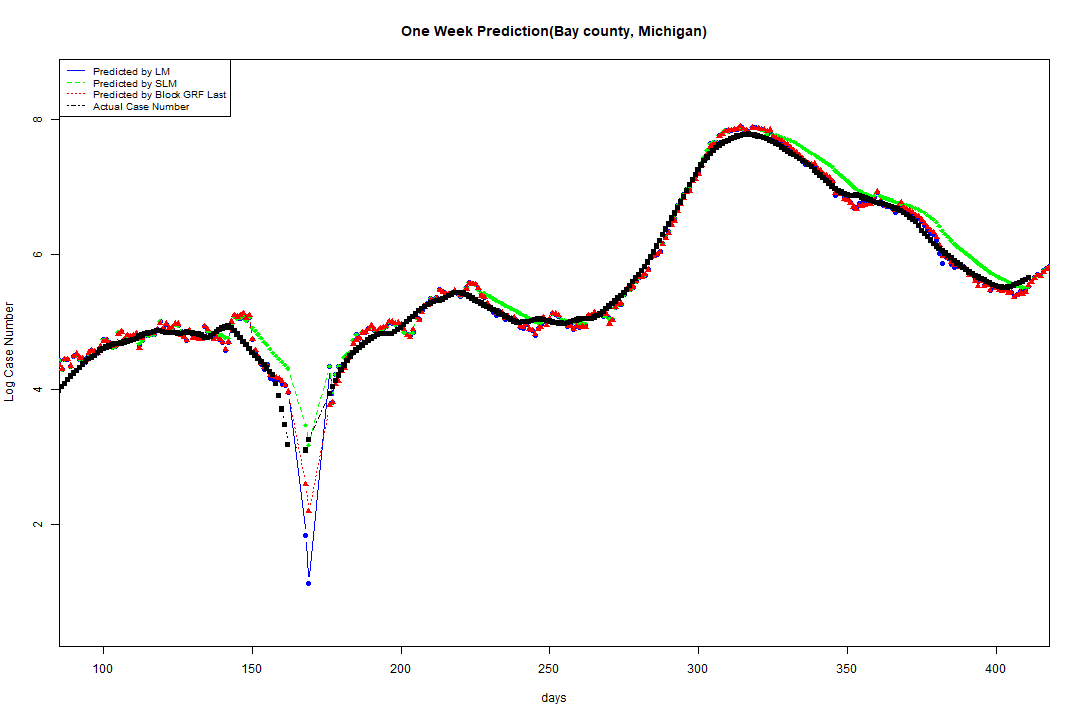 One Week Prediction(Bay county, Michigan)
Predicted by LM
Predicted by SLM
Predicted by Block GRF Last
Actual Case Number
8
6
4
2
Log Case Number
100 150 200 250 300 350 400
days